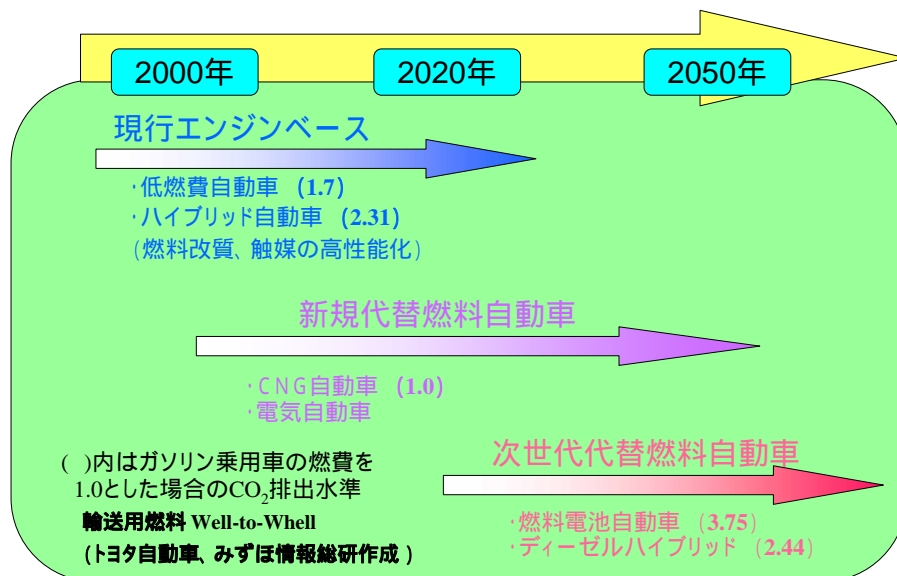 2000年 2020年 2050年
現行エンジンベース
･低燃費自動車 (1.7)
･ハイブリッド自動車 (2.31)
(燃料改質、触媒の高性能化)
新規代替燃料自動車
･ＣＮＧ自動車 (1.0)
･電気自動車
次世代代替燃料自動車
･燃料電池自動車 (3.75)
･ディーゼルハイブリッド (2.44)
( )内はガソリン乗用車の燃費を
1.0とした場合のCO₂排出水準
輸送用燃料 Well-to-Whell
(トヨタ自動車、みずほ情報総研作成 )